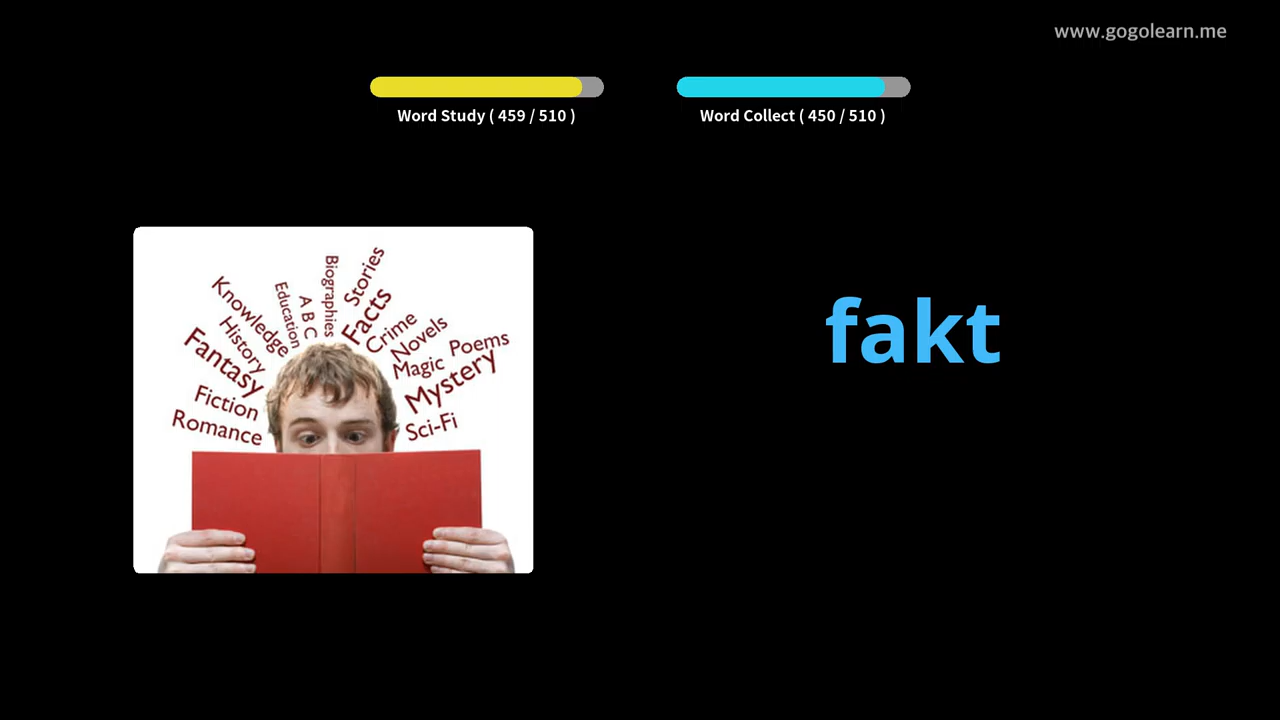 www.gogolearn.me
Word Study ( 459 / 510 )
Word Collect ( 450 / 510 )
fakt
Biographies
Stories
Education
A B C
Facts
Knowledge
Crime
History
Novels
Fantasy
Magic
Poems
Mystery
Fiction
Romance
Sci-Fi